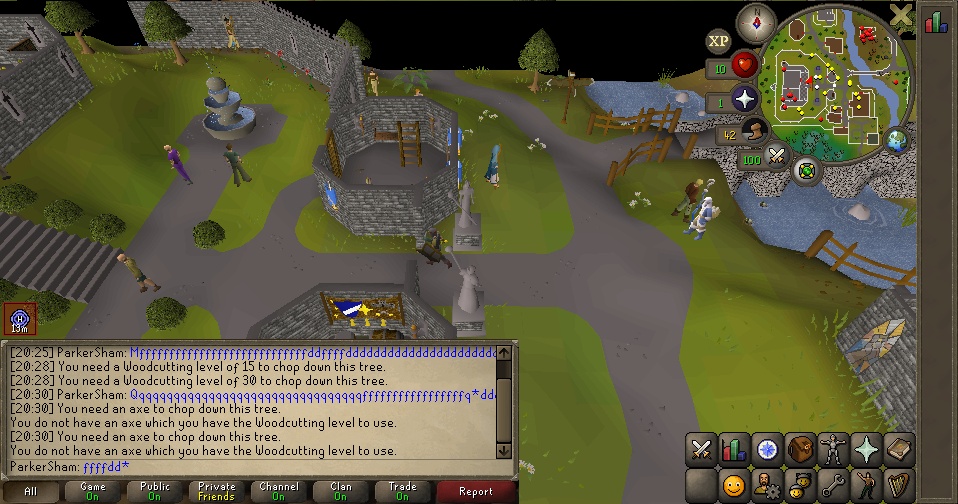 N
XP
10
1
42
100
13m
[20:25] ParkerSham:
[20:28] You need a Woodcutting level of 15 to chop down this tree.
[20:28] You need a Woodcutting level of 30 to chop down this tree.
[20:30] ParkerSham:
[20:30] You need an axe to chop down this tree.
You do not have an axe which you have the Woodcutting level to use.
[20:30] You need an axe to chop down this tree.
You do not have an axe which you have the Woodcutting level to use.
ParkerSham: ffffdd*
All
Game
On
Public
On
Private
Friends
Channel
On
Clan
On
Trade
On
Report